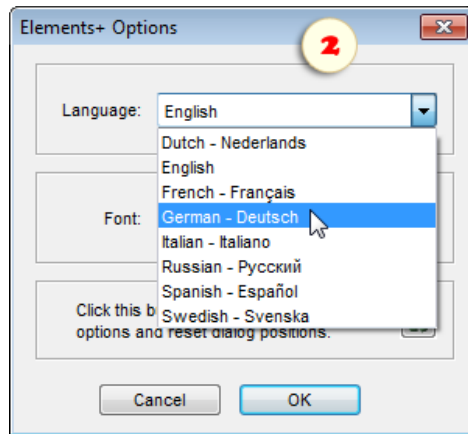 Elements+ Options
2
Language: English
Dutch - Nederlands
English
French - Français
Font: German - Deutsch
Italian - Italiano
Russian - Русский
Spanish - Español
Click this b
Swedish - Svenska
options and reset dialog positions.
Cancel OK